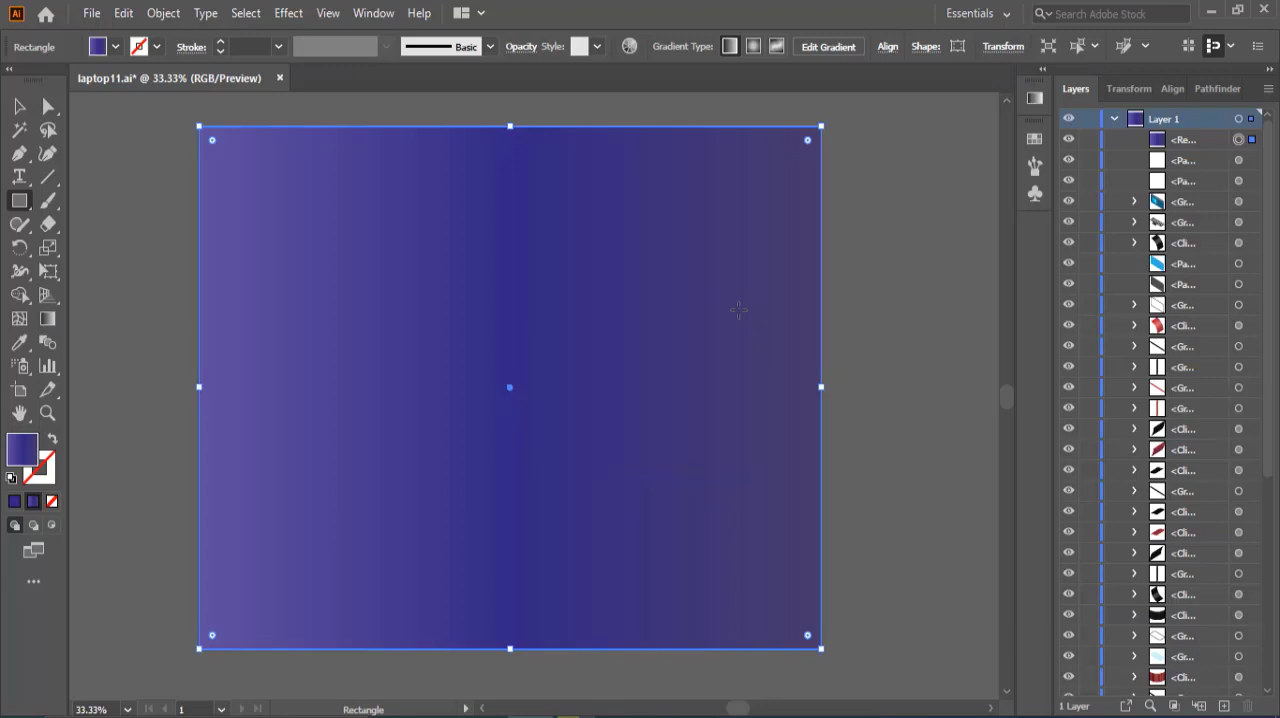 Ai File Edit Object Type Select Effect View Window Help Essentials Search Adobe Stock
Rectangle Stroke: Basic Opacity Style: Gradient Type: Edit Gradient Align Shape: Transform
laptop11.ai* @ 33.33% (RGB/Preview) ×
Layers Transform Align Pathfinder
Layer 1
<Re...
<Pa...
<Pa...
<Gr...
<Gr...
<Cli...
<Pa...
<Pa...
<Gr...
<Cli...
<Gr...
<Gr...
<Gr...
<Gr...
<Cli...
<Cli...
<Cli...
<Gr...
<Cli...
<Cli...
<Cli...
<Gr...
<Cli...
<Cli...
<Gr...
<Gr...
<Cli...
33.33% 1 Rectangle 1 Layer